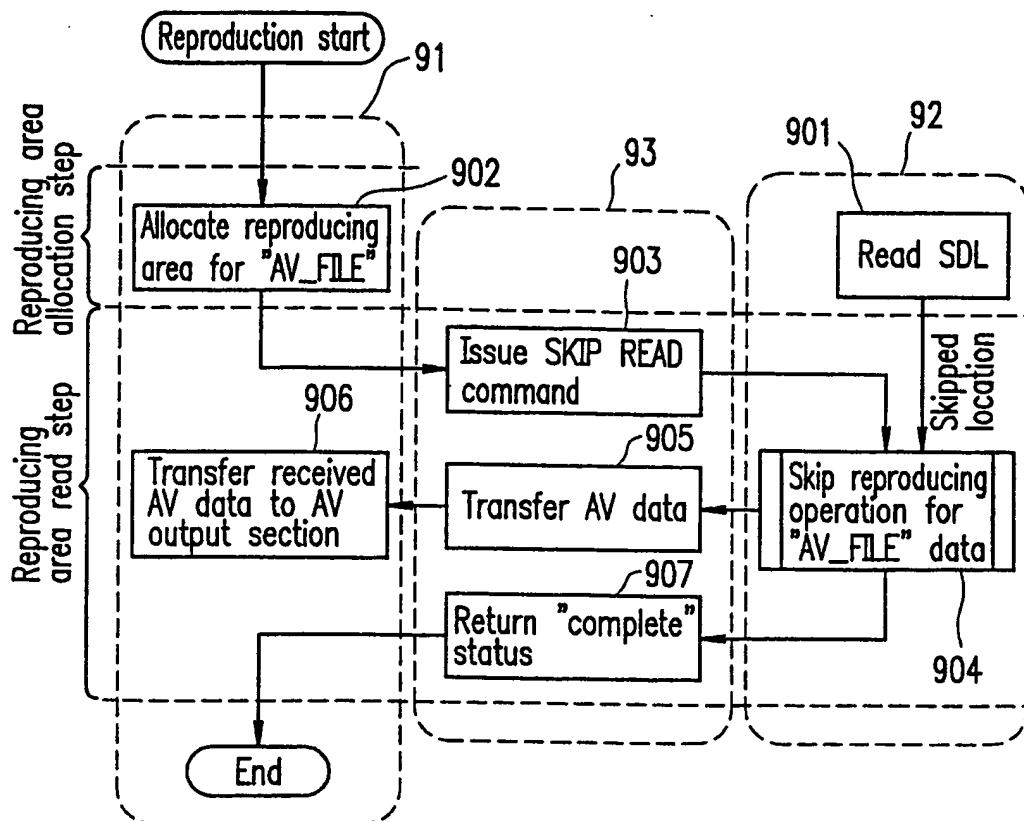 Reproduction start
91
92
901
93
902
Reproducing area
allocation step
Allocate reproducing
area for "AV_FILE"
Read SDL
903
Issue SKIP READ
command
Skipped
location
906
905
Reproducing
area read step
Transfer received
AV data to AV
output section
Transfer AV data
Skip reproducing
operation for
"AV_FILE" data
907
Return "complete"
status
904
End